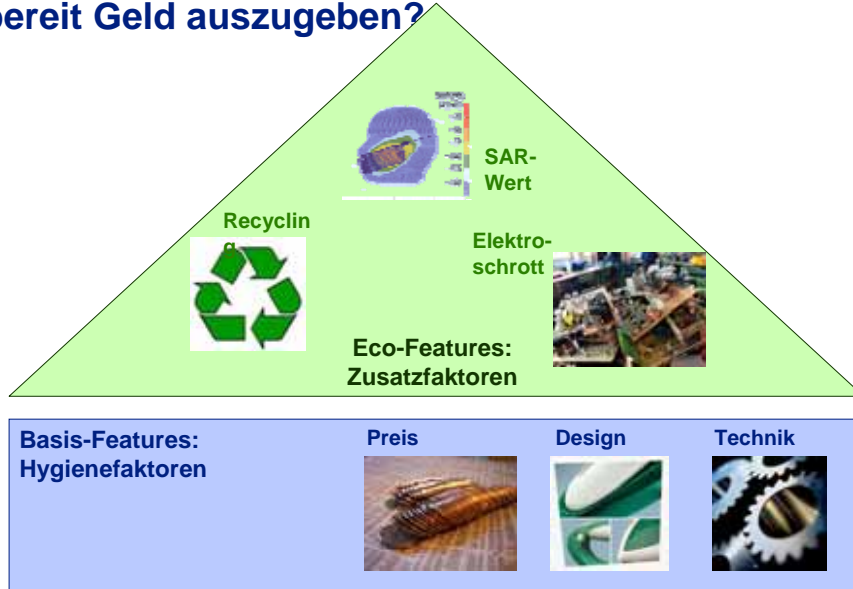 bereit Geld auszugeben?
SAR-
Wert
Recyclin
g
Elektro-
schrott
Eco-Features:
Zusatzfaktoren
Basis-Features:
Hygienefaktoren
Preis
Design
Technik